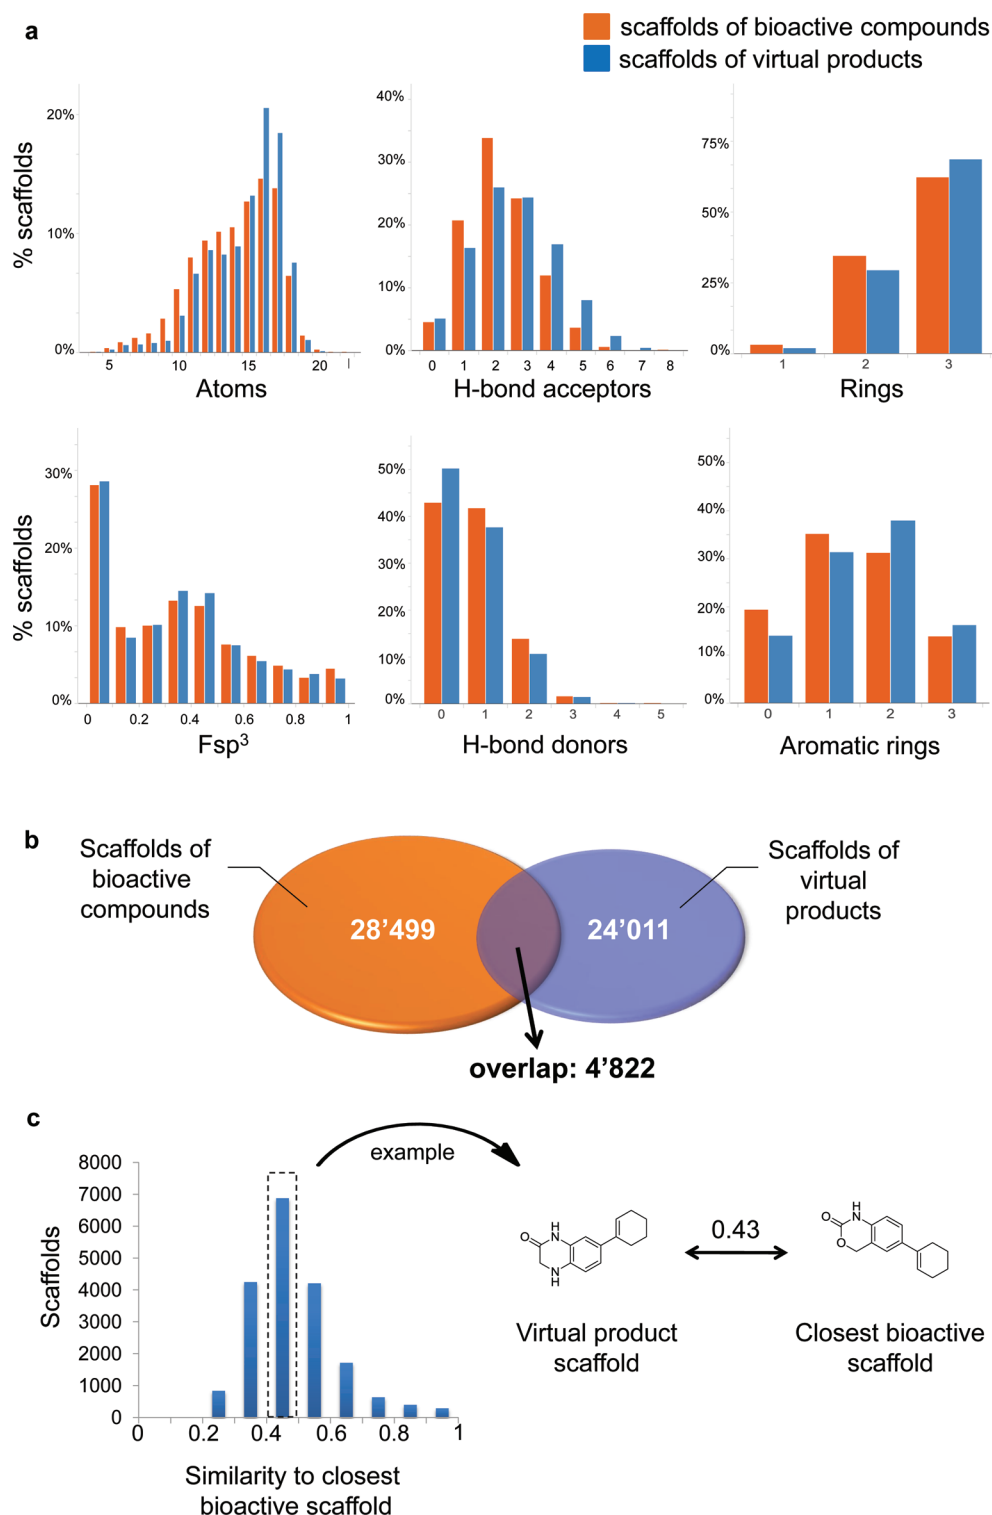 a
scaffolds of bioactive compounds
scaffolds of virtual products
% scaffolds
20%
10%
0%
5
10
15
20
Atoms
40%
30%
20%
10%
0%
0 1 2 3 4 5 6 7 8
H-bond acceptors
75%
50%
25%
0%
1 2 3
Rings
% scaffolds
30%
20%
10%
0%
0 0.2 0.4 0.6 0.8 1
Fsp3
50%
40%
30%
20%
10%
0%
0 1 2 3 4 5
H-bond donors
50%
40%
30%
20%
10%
0%
0 1 2 3
Aromatic rings
b
Scaffolds of
bioactive
compounds
28’499
24’011
Scaffolds of
virtual
products
overlap: 4’822
c
example
Scaffolds
8000
7000
6000
5000
4000
3000
2000
1000
0
0 0.2 0.4 0.6 0.8 1
Similarity to closest
bioactive scaffold
H
N
O
N
H
0.43
H
N
O
O
Virtual product
scaffold
Closest bioactive
scaffold